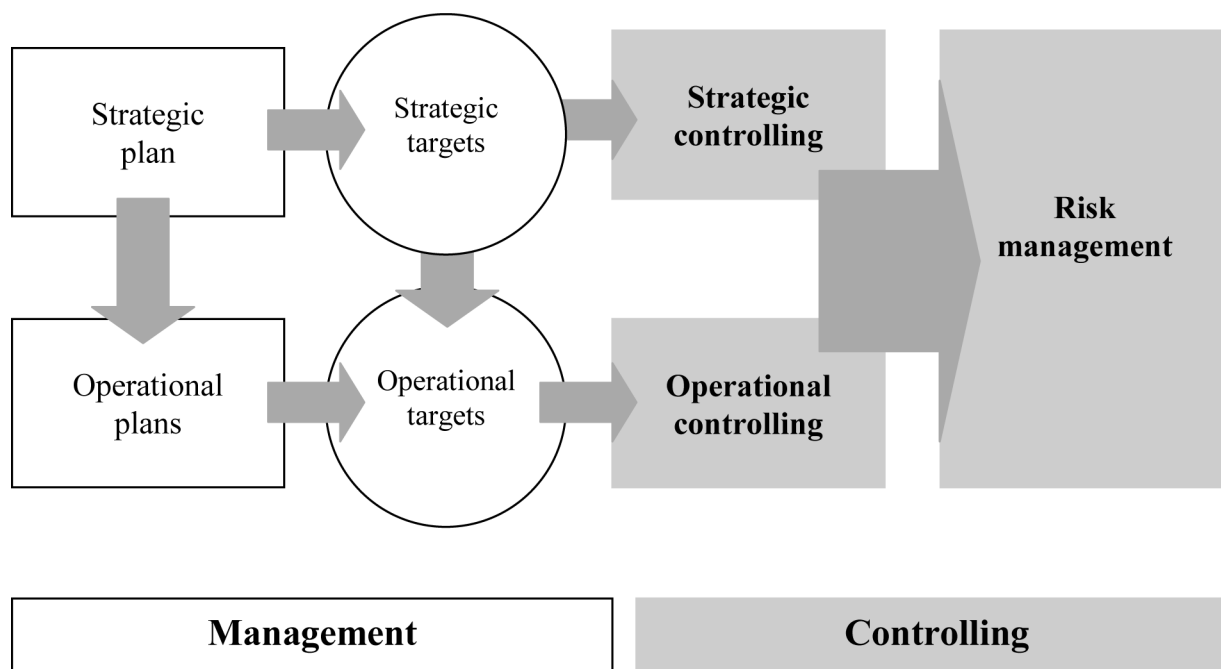 Strategic
plan
Strategic
targets
Strategic
controlling
Risk
management
Operational
plans
Operational
targets
Operational
controlling
Management
Controlling